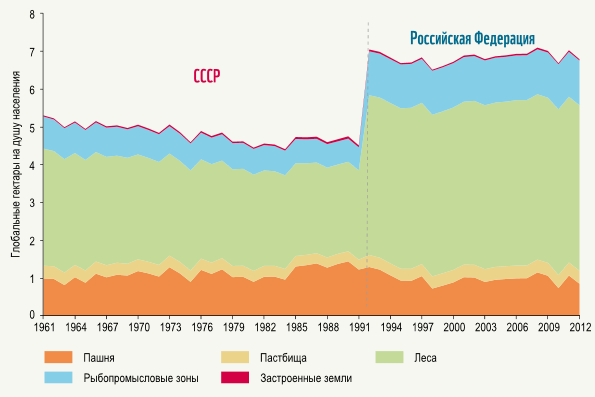 Глобальные гектары на душу населения
8
7
6
5
4
3
2
1
0
СССР
Российская Федерация
1961 1964 1967 1970 1973 1976 1979 1982 1985 1988 1991 1994 1997 2000 2003 2006 2009 2012
Пашня Пастбища Леса
Рыбопромысловые зоны Застроенные земли